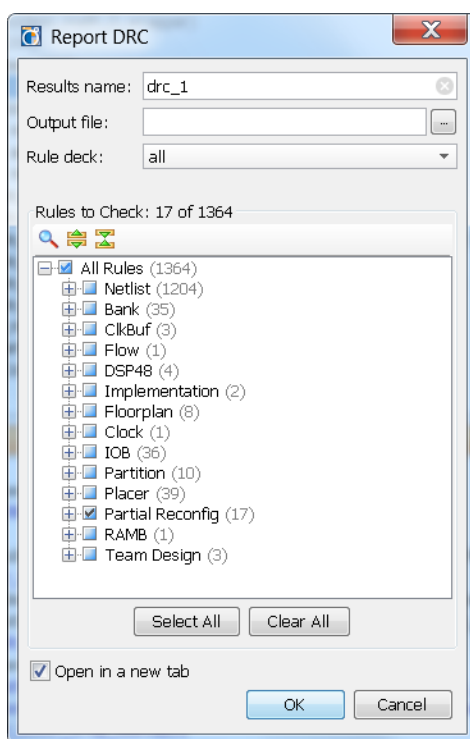 Report DRC
Results name: drc_1
Output file:
...
Rule deck: all
Rules to Check: 17 of 1364
All Rules (1364)
Netlist (1204)
Bank (35)
ClkBuf (3)
Flow (1)
DSP48 (4)
Implementation (2)
Floorplan (8)
Clock (1)
IOB (36)
Partition (10)
Placer (39)
Partial Reconfig (17)
RAMB (1)
Team Design (3)
Select All Clear All
Open in a new tab
OK Cancel